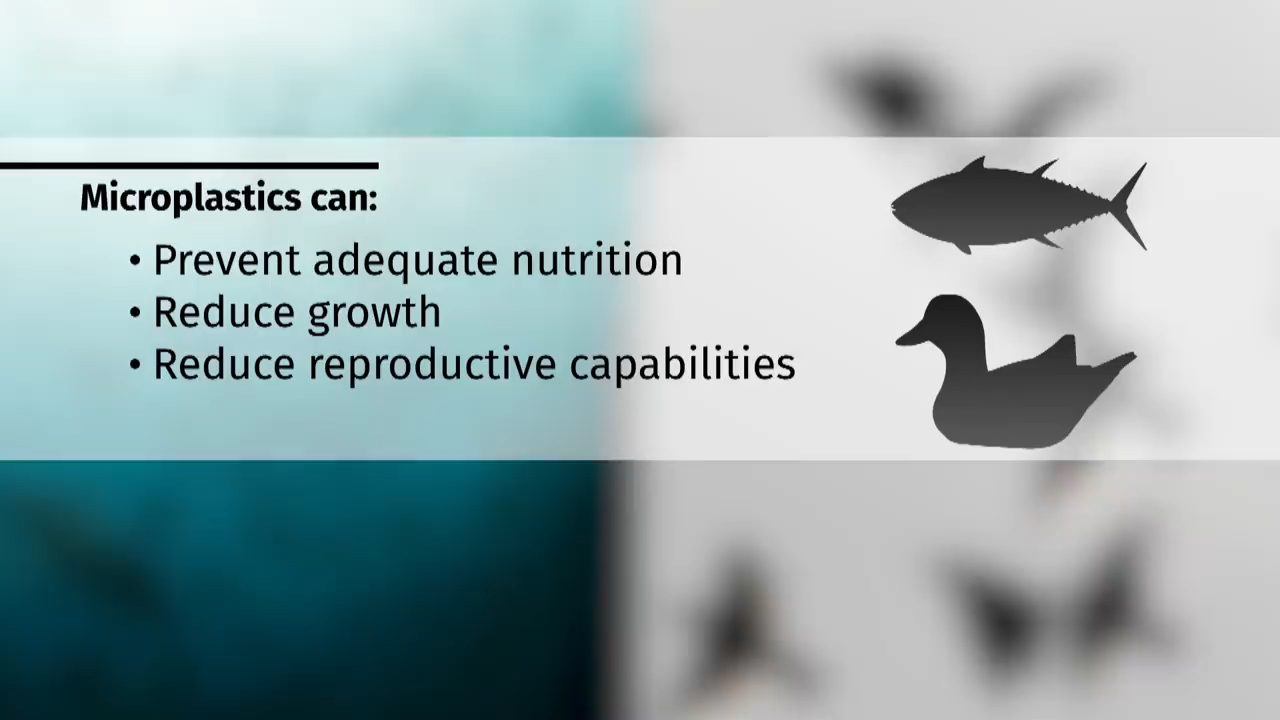 Microplastics can:
• Prevent adequate nutrition
• Reduce growth
• Reduce reproductive capabilities